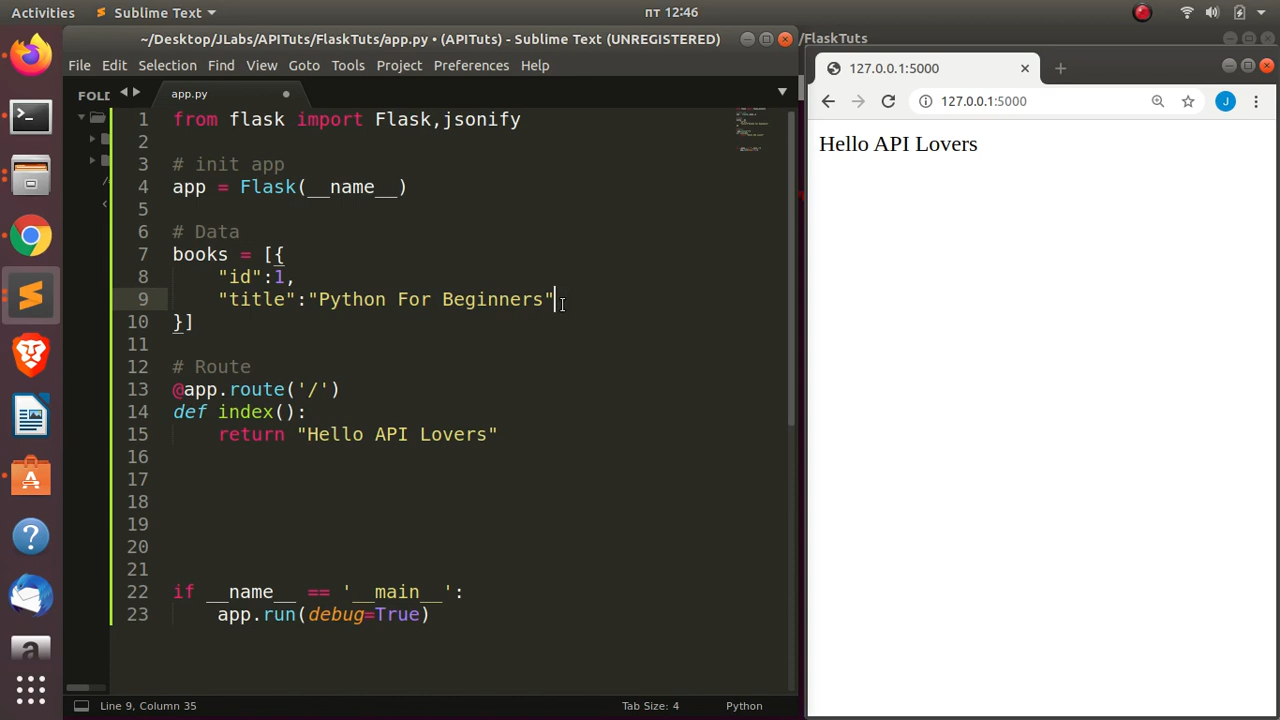 Activities
Sublime Text
пт 12:46
~/Desktop/JLabs/APITuts/FlaskTuts/app.py • (APITuts) - Sublime Text (UNREGISTERED)
/FlaskTuts
File Edit Selection Find View Goto Tools Project Preferences Help
127.0.0.1:5000
127.0.0.1:5000
J
Hello API Lovers
FOLD
app.py
1 from flask import Flask,jsonify
2
3 # init app
4 app = Flask(__name__)
5
6 # Data
7 books = [{
8 "id":1,
9 "title":"Python For Beginners"
10 }]
11
12 # Route
13 @app.route('/')
14 def index():
15 return "Hello API Lovers"
16
17
18
19
20
21
22 if __name__ == '__main__':
23 app.run(debug=True)
Line 9, Column 35
Tab Size: 4
Python